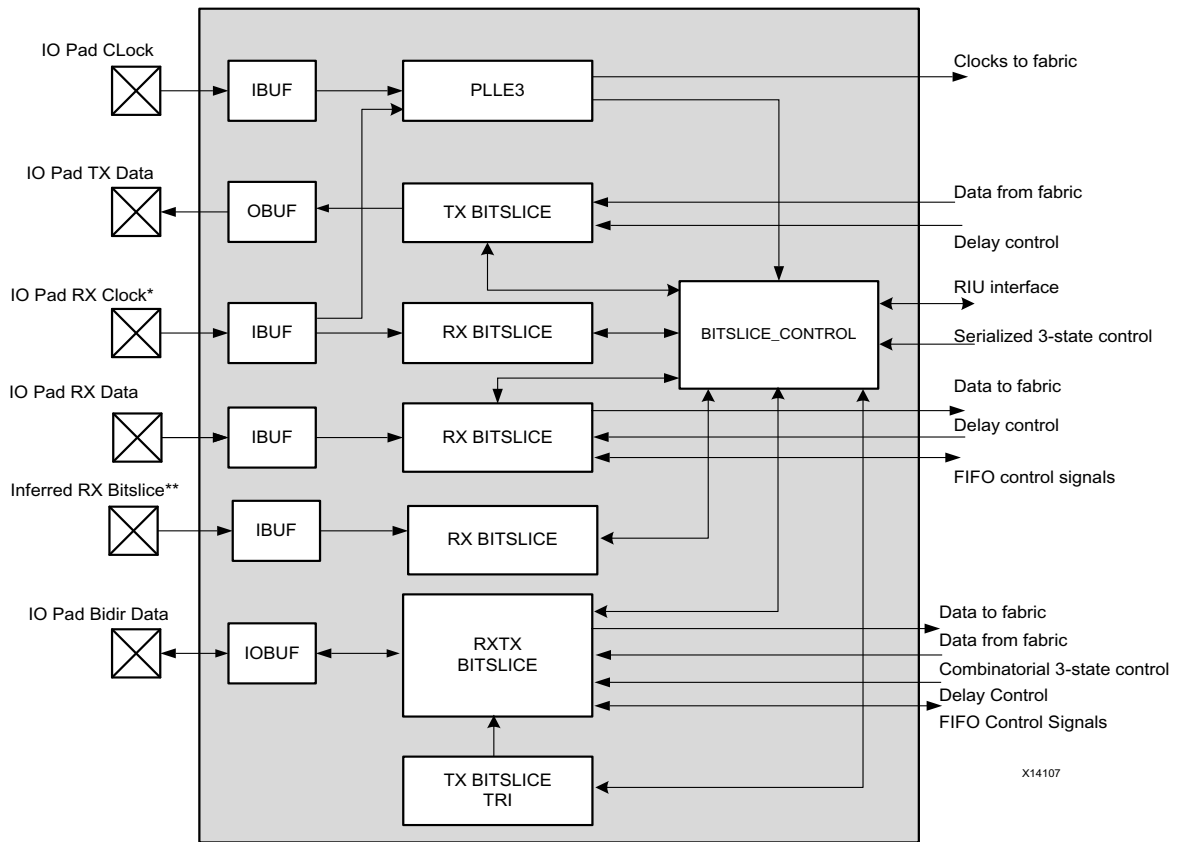 IO Pad CLock
IBUF
PLLE3
Clocks to fabric
IO Pad TX Data
OBUF
TX BITSLICE
Data from fabric
Delay control
IO Pad RX Clock*
IBUF
RX BITSLICE
BITSLICE_CONTROL
RIU interface
Serialized 3-state control
IO Pad RX Data
IBUF
RX BITSLICE
Data to fabric
Delay control
FIFO control signals
Inferred RX Bitslice**
IBUF
RX BITSLICE
IO Pad Bidir Data
IOBUF
RXTX
BITSLICE
Data to fabric
Data from fabric
Combinatorial 3-state control
Delay Control
FIFO Control Signals
TX BITSLICE
TRI
X14107